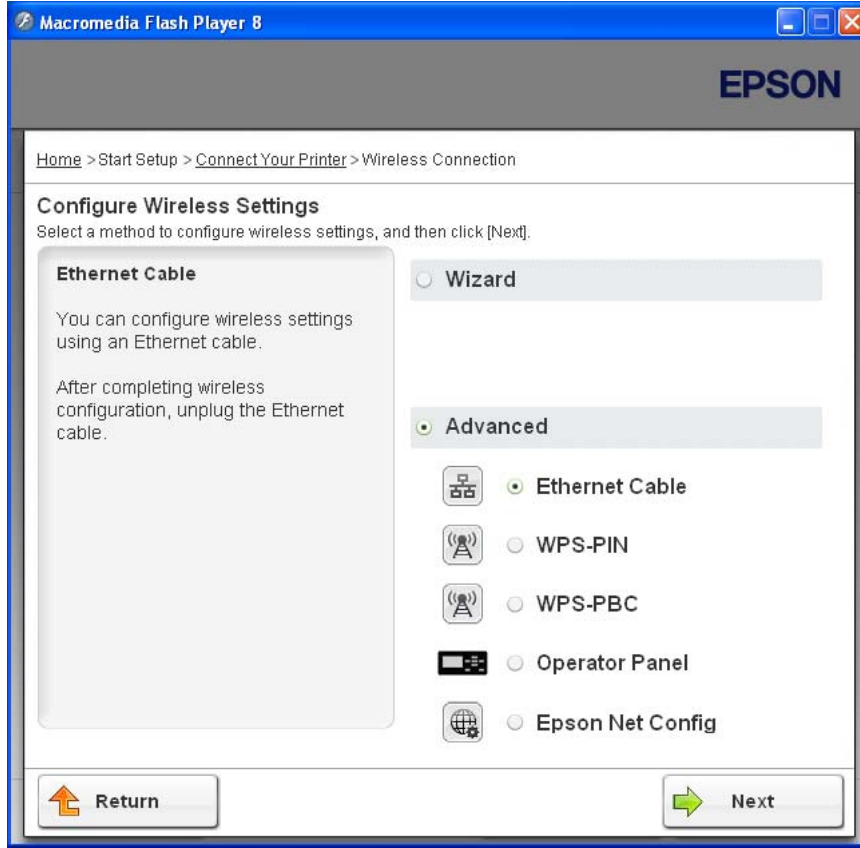 Macromedia Flash Player 8
EPSON
Home > Start Setup > Connect Your Printer > Wireless Connection
Configure Wireless Settings
Select a method to configure wireless settings, and then click [Next].
Ethernet Cable
You can configure wireless settings
using an Ethernet cable.
After completing wireless
configuration, unplug the Ethernet
cable.
Wizard
Advanced
Ethernet Cable
WPS-PIN
WPS-PBC
Operator Panel
Epson Net Config
Return
Next